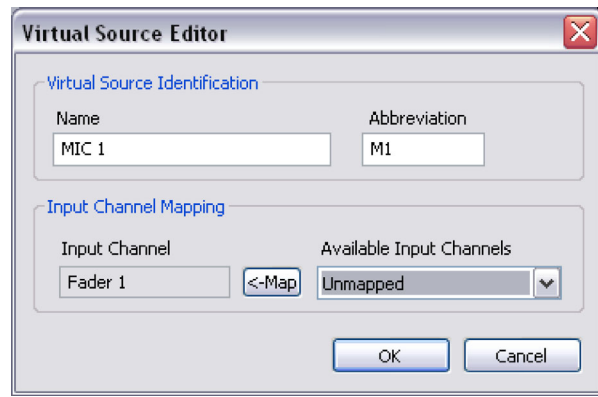 Virtual Source Editor
Virtual Source Identification
Name
Abbreviation
MIC 1
M1
Input Channel Mapping
Input Channel
Available Input Channels
Fader 1
<-Map
Unmapped
OK
Cancel